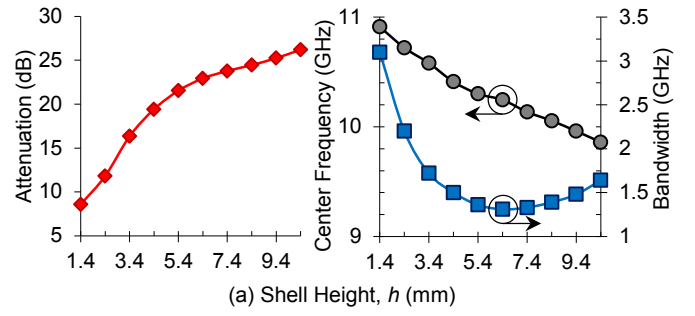 Attenuation (dB)
30
25
20
15
10
5
1.4 3.4 5.4 7.4 9.4
Center Frequency (GHz)
11
10
9
1.4 3.4 5.4 7.4 9.4
3.5
3
2.5
2
1.5
1
Bandwidth (GHz)
(a) Shell Height, h (mm)